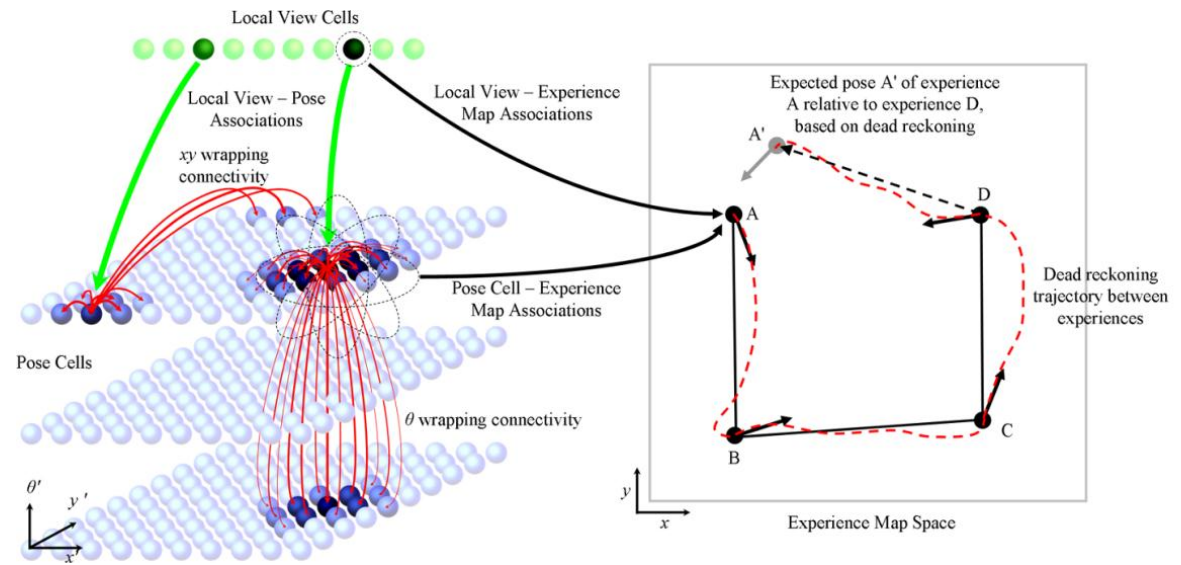 Local View Cells
Local View – Pose
Associations
Local View – Experience
Map Associations
xy wrapping
connectivity
Pose Cell – Experience
Map Associations
Pose Cells
θ wrapping connectivity
θ'
y'
x'
Expected pose A' of experience
A relative to experience D,
based on dead reckoning
A'
A
D
Dead reckoning
trajectory between
experiences
B
C
y
x
Experience Map Space